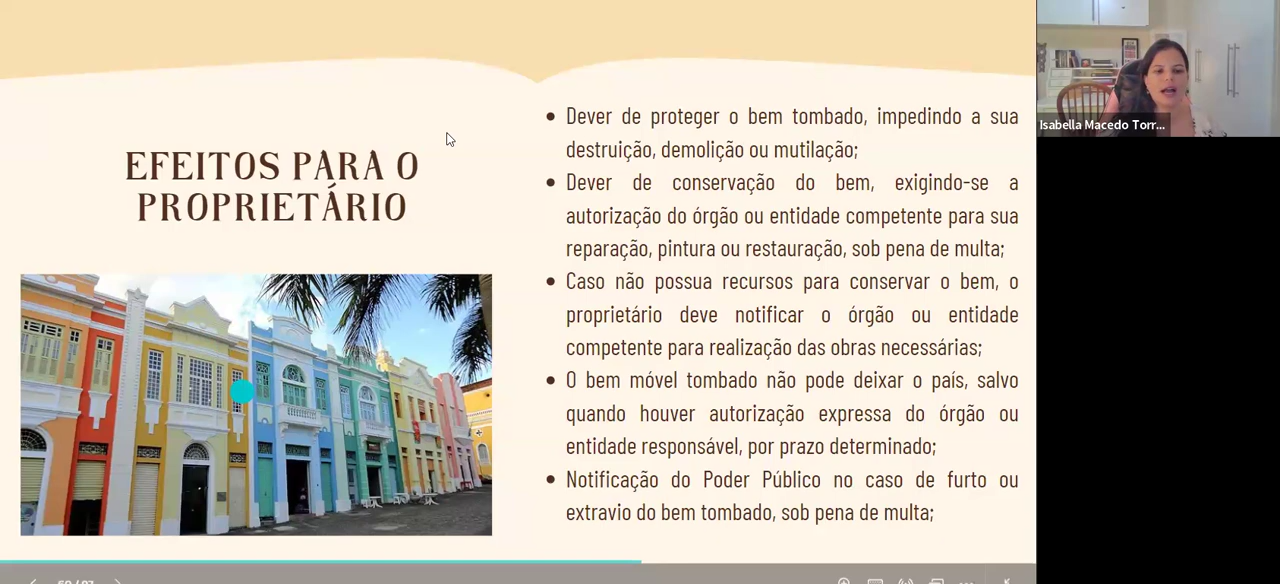 EFEITOS PARA O
PROPRIETÁRIO
• Dever de proteger o bem tombado, impedindo a sua
destruição, demolição ou mutilação;
• Dever de conservação do bem, exigindo-se a
autorização do órgão ou entidade competente para sua
reparação, pintura ou restauração, sob pena de multa;
• Caso não possua recursos para conservar o bem, o
proprietário deve notificar o órgão ou entidade
competente para realização das obras necessárias;
• O bem móvel tombado não pode deixar o país, salvo
quando houver autorização expressa do órgão ou
entidade responsável, por prazo determinado;
• Notificação do Poder Público no caso de furto ou
extravio do bem tombado, sob pena de multa;
Isabella Macedo Torr...